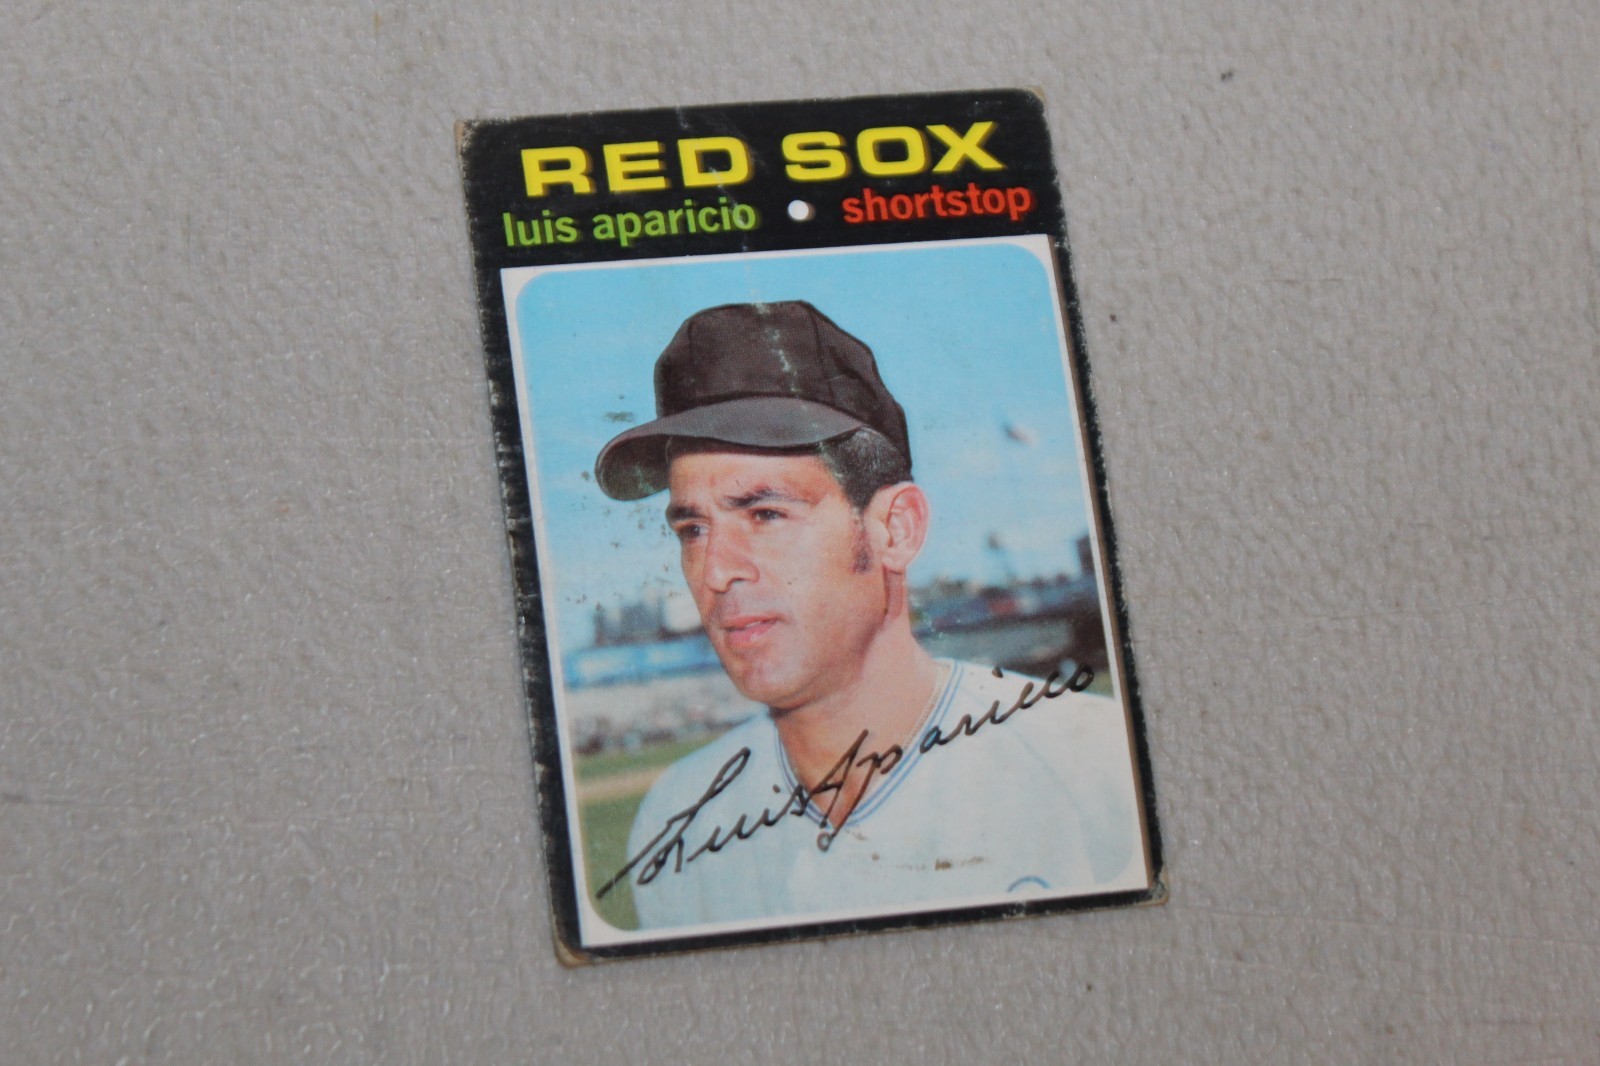 RED SOX
luis aparicio • shortstop
Luis Aparicio